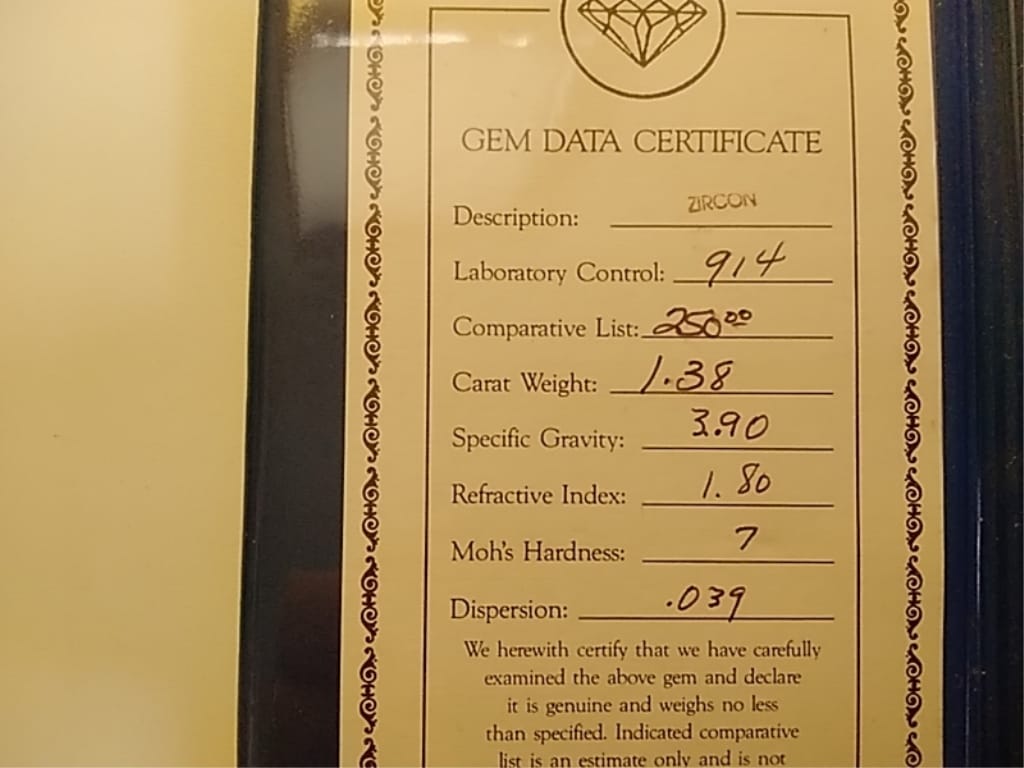 GEM DATA CERTIFICATE
Description: ZIRCON
Laboratory Control: 914
Comparative List: 250.00
Carat Weight: 1.38
Specific Gravity: 3.90
Refractive Index: 1.80
Moh's Hardness: 7
Dispersion: .039
We herewith certify that we have carefully
examined the above gem and declare
it is genuine and weighs no less
than specified. Indicated comparative
list is an estimate only and is not